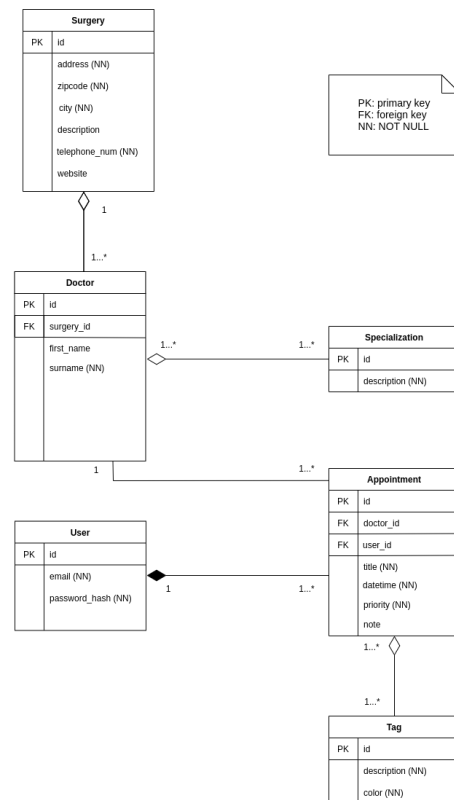 Surgery
PK id
address (NN)
zipcode (NN)
city (NN)
description
telephone_num (NN)
website
PK: primary key
FK: foreign key
NN: NOT NULL
1
1...*
Doctor
PK id
FK surgery_id
first_name
surname (NN)
1...* 1...*
Specialization
PK id
description (NN)
1 1...*
Appointment
PK id
FK doctor_id
FK user_id
title (NN)
datetime (NN)
priority (NN)
note
User
PK id
email (NN)
password_hash (NN)
1 1...*
1...*
1...*
Tag
PK id
description (NN)
color (NN)